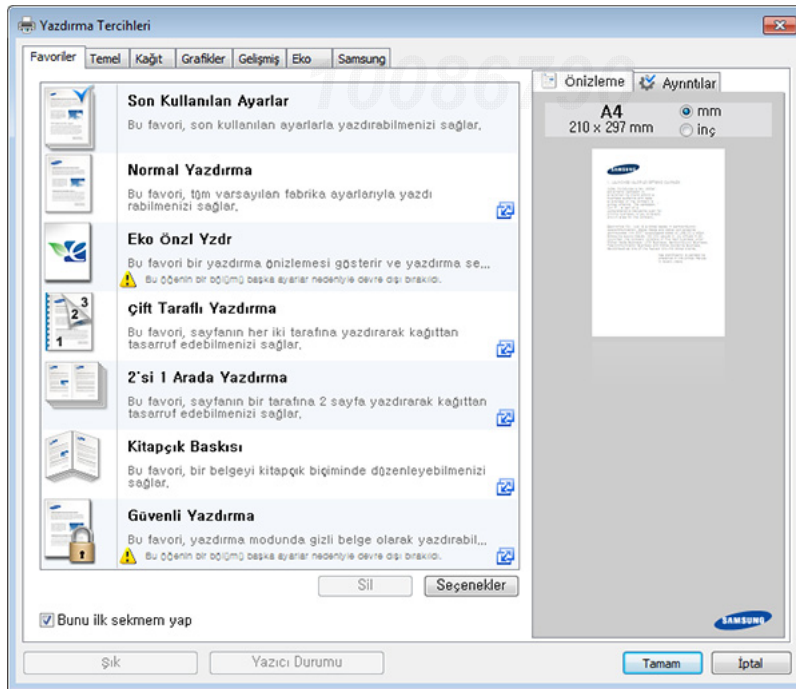 Yazdırma Tercihleri
Favoriler Temel Kağıt Grafikler Gelişmiş Eko Samsung
10086796
Önizleme Ayrıntılar
A4
210 x 297 mm
mm
inç
SAMSUNG
Son Kullanılan Ayarlar
Bu favori, son kullanılan ayarlarla yazdırabilmenizi sağlar.
Normal Yazdırma
Bu favori, tüm varsayılan fabrika ayarlarıyla yazdı
rabilmenizi sağlar.
Eko Önzl Yzdr
Bu favori bir yazdırma önizlemesi gösterir ve yazdırma se...
Bu öğenin bir bölümü başka ayarlar nedeniyle devre dışı bırakıldı.
Çift Taraflı Yazdırma
Bu favori, sayfanın her iki tarafına yazdırarak kağıttan
tasarruf edebilmenizi sağlar.
1 2 3
2'si 1 Arada Yazdırma
Bu favori, sayfanın bir tarafına 2 sayfa yazdırarak kağıttan
tasarruf edebilmenizi sağlar.
Kitapçık Baskısı
Bu favori, bir belgeyi kitapçık biçiminde düzenleyebilmenizi
sağlar.
Güvenli Yazdırma
Bu favori, yazdırma modunda gizli belge olarak yazdırabil...
Bu öğenin bir bölümü başka ayarlar nedeniyle devre dışı bırakıldı.
Sil Seçenekler
Bunu ilk sekmem yap
SAMSUNG
Şık Yazıcı Durumu Tamam İptal